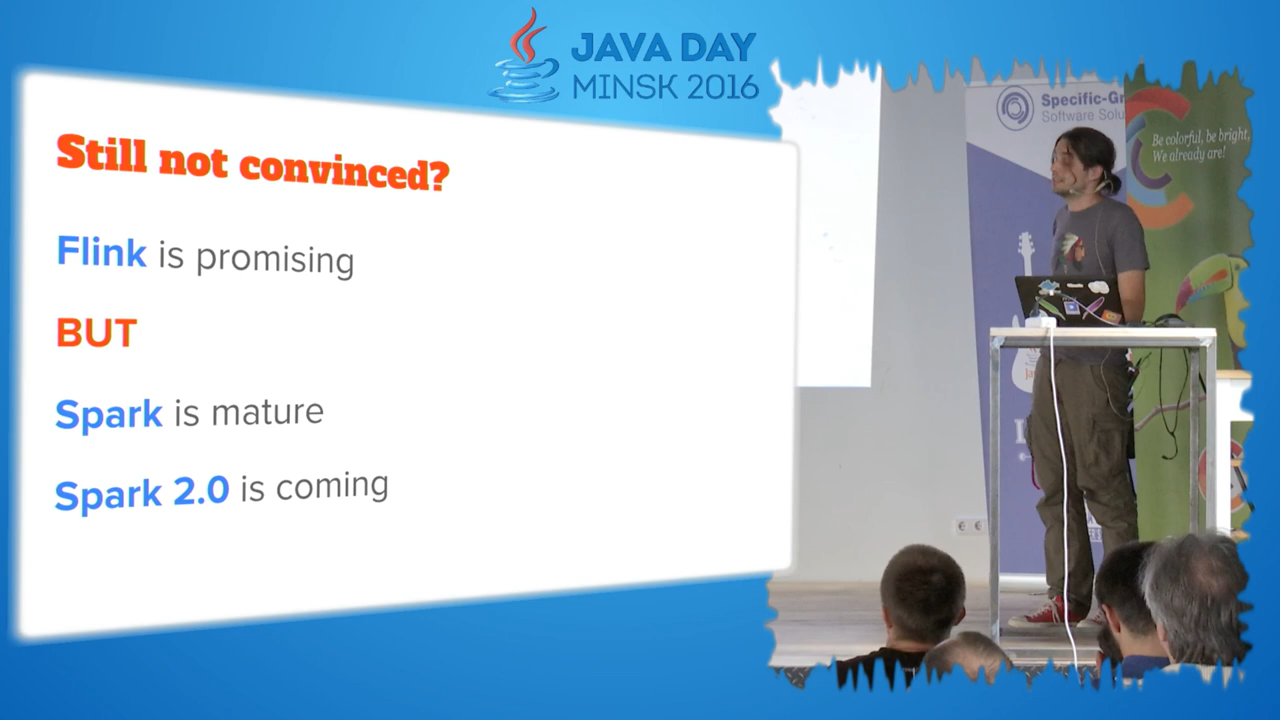 JAVA DAY
MINSK 2016
Still not convinced?
Flink is promising
BUT
Spark is mature
Spark 2.0 is coming
Specific-Gr
Software Solu
Be colorful, be bright,
We already are!